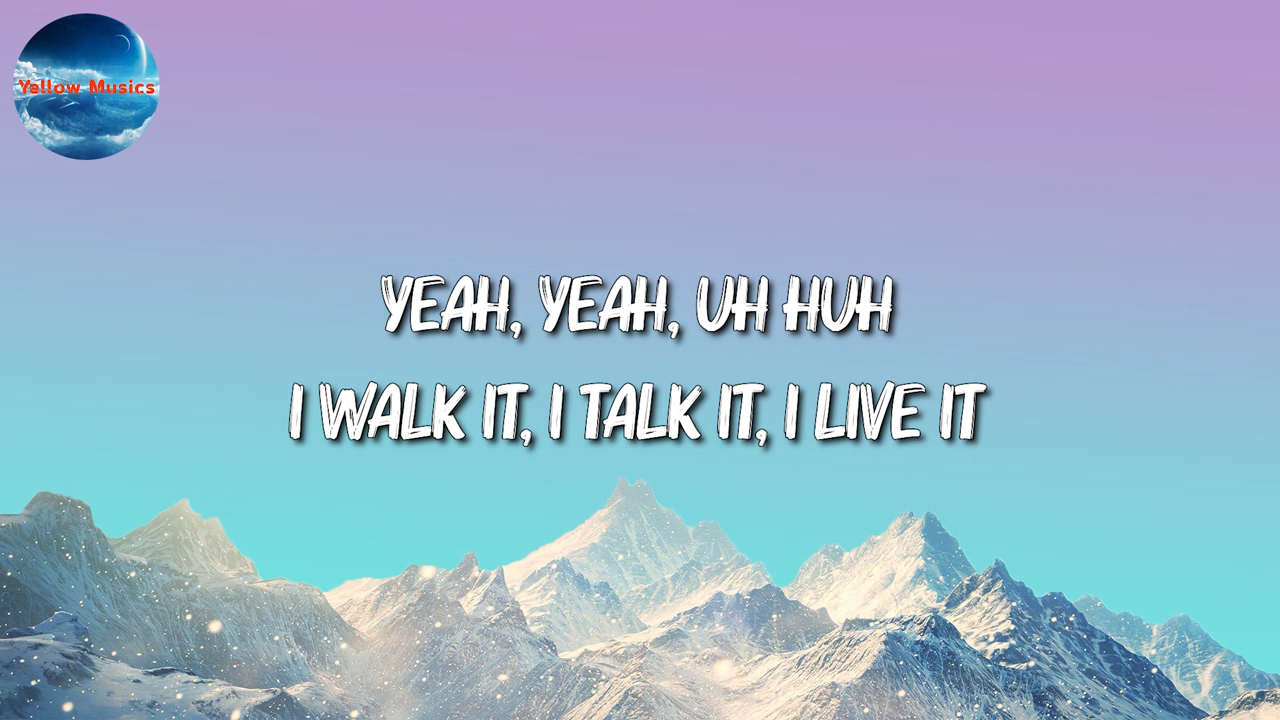 Yellow Musics
YEAH, YEAH, UH HUH
I WALK IT, I TALK IT, I LIVE IT